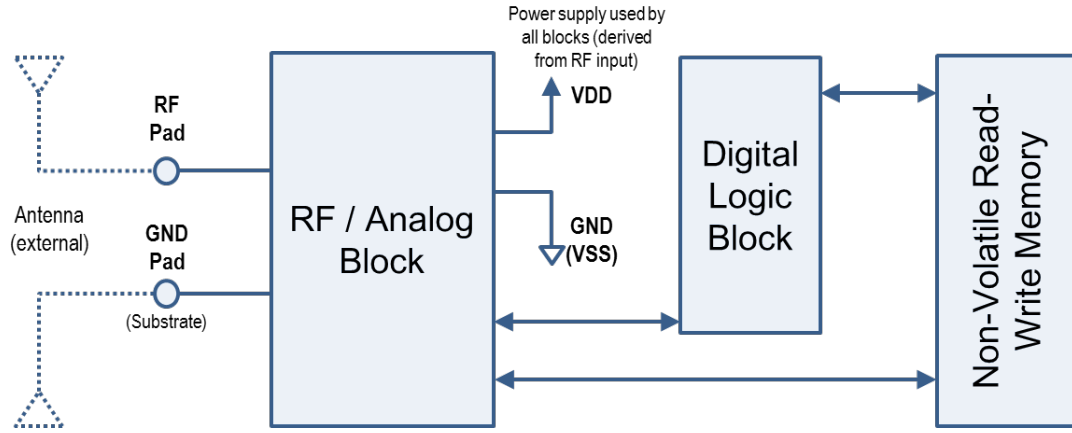 Power supply used by
all blocks (derived
from RF input)
VDD
RF
Pad
Antenna
(external)
GND
Pad
(Substrate)
RF / Analog
Block
GND
(VSS)
Digital
Logic
Block
Non-Volatile Read-
Write Memory